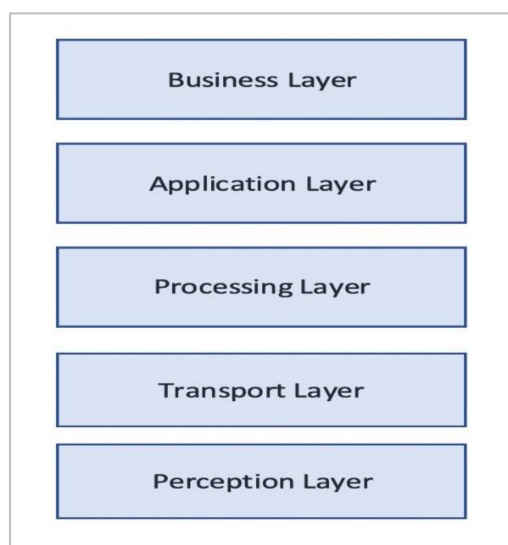 Business Layer
Application Layer
Processing Layer
Transport Layer
Perception Layer